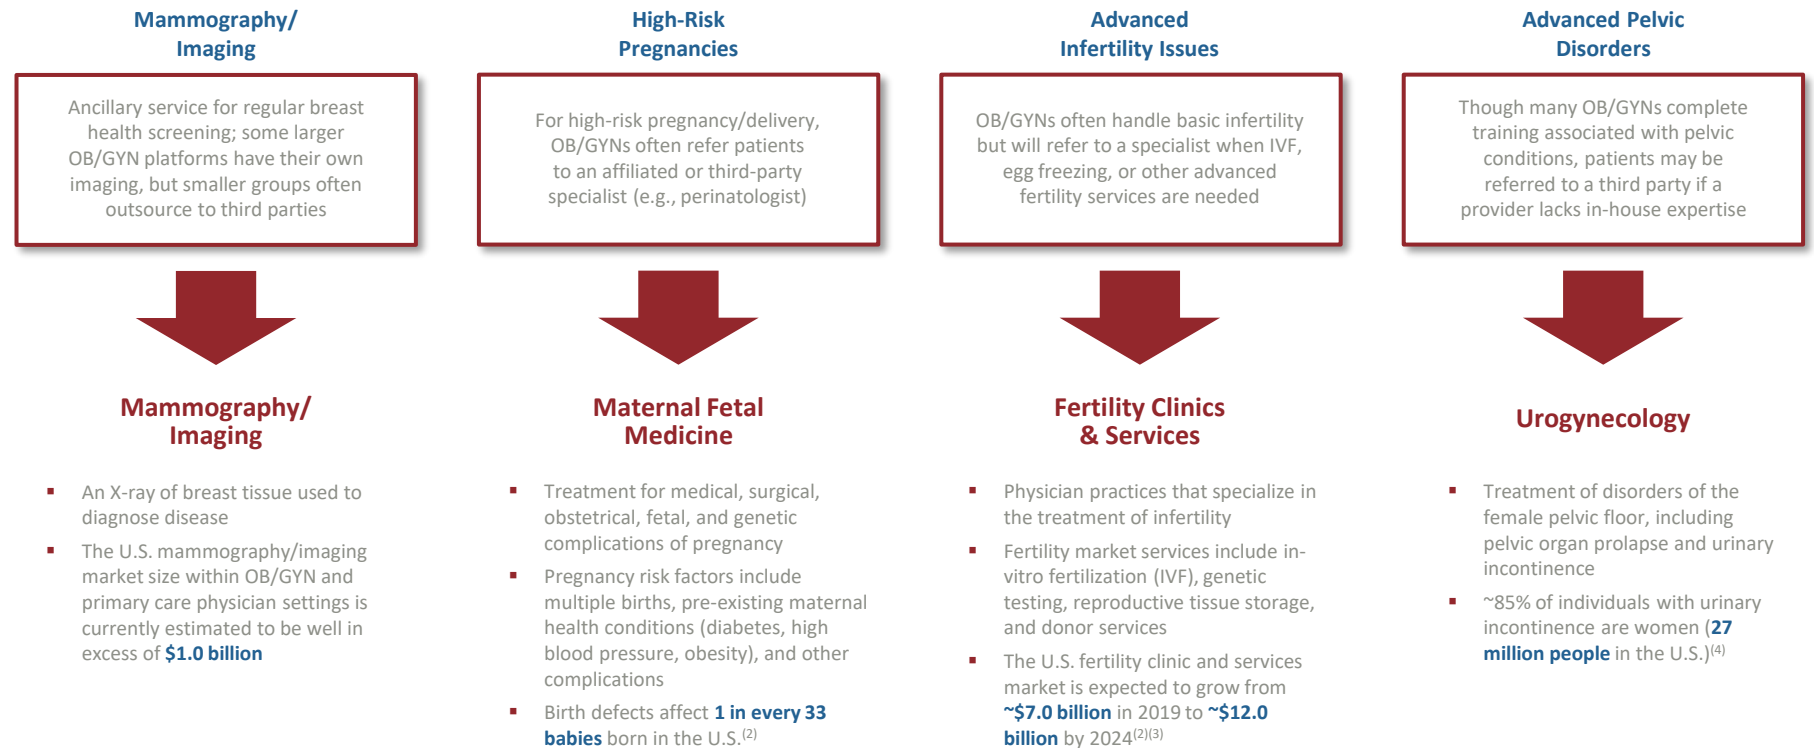 Mammography/
Imaging
Ancillary service for regular breast
health screening; some larger
OB/GYN platforms have their own
imaging, but smaller groups often
outsource to third parties
Mammography/
Imaging
▪ An X-ray of breast tissue used to
diagnose disease
▪ The U.S. mammography/imaging
market size within OB/GYN and
primary care physician settings is
currently estimated to be well in
excess of $1.0 billion
High-Risk
Pregnancies
For high-risk pregnancy/delivery,
OB/GYNs often refer patients
to an affiliated or third-party
specialist (e.g., perinatologist)
Maternal Fetal
Medicine
▪ Treatment for medical, surgical,
obstetrical, fetal, and genetic
complications of pregnancy
▪ Pregnancy risk factors include
multiple births, pre-existing maternal
health conditions (diabetes, high
blood pressure, obesity), and other
complications
▪ Birth defects affect 1 in every 33
babies born in the U.S.(2)
Advanced
Infertility Issues
OB/GYNs often handle basic infertility
but will refer to a specialist when IVF,
egg freezing, or other advanced
fertility services are needed
Fertility Clinics
& Services
▪ Physician practices that specialize in
the treatment of infertility
▪ Fertility market services include in-
vitro fertilization (IVF), genetic
testing, reproductive tissue storage,
and donor services
▪ The U.S. fertility clinic and services
market is expected to grow from
~$7.0 billion in 2019 to ~$12.0
billion by 2024(2)(3)
Advanced Pelvic
Disorders
Though many OB/GYNs complete
training associated with pelvic
conditions, patients may be
referred to a third party if a
provider lacks in-house expertise
Urogynecology
▪ Treatment of disorders of the
female pelvic floor, including
pelvic organ prolapse and urinary
incontinence
▪ ~85% of individuals with urinary
incontinence are women (27
million people in the U.S.)(4)